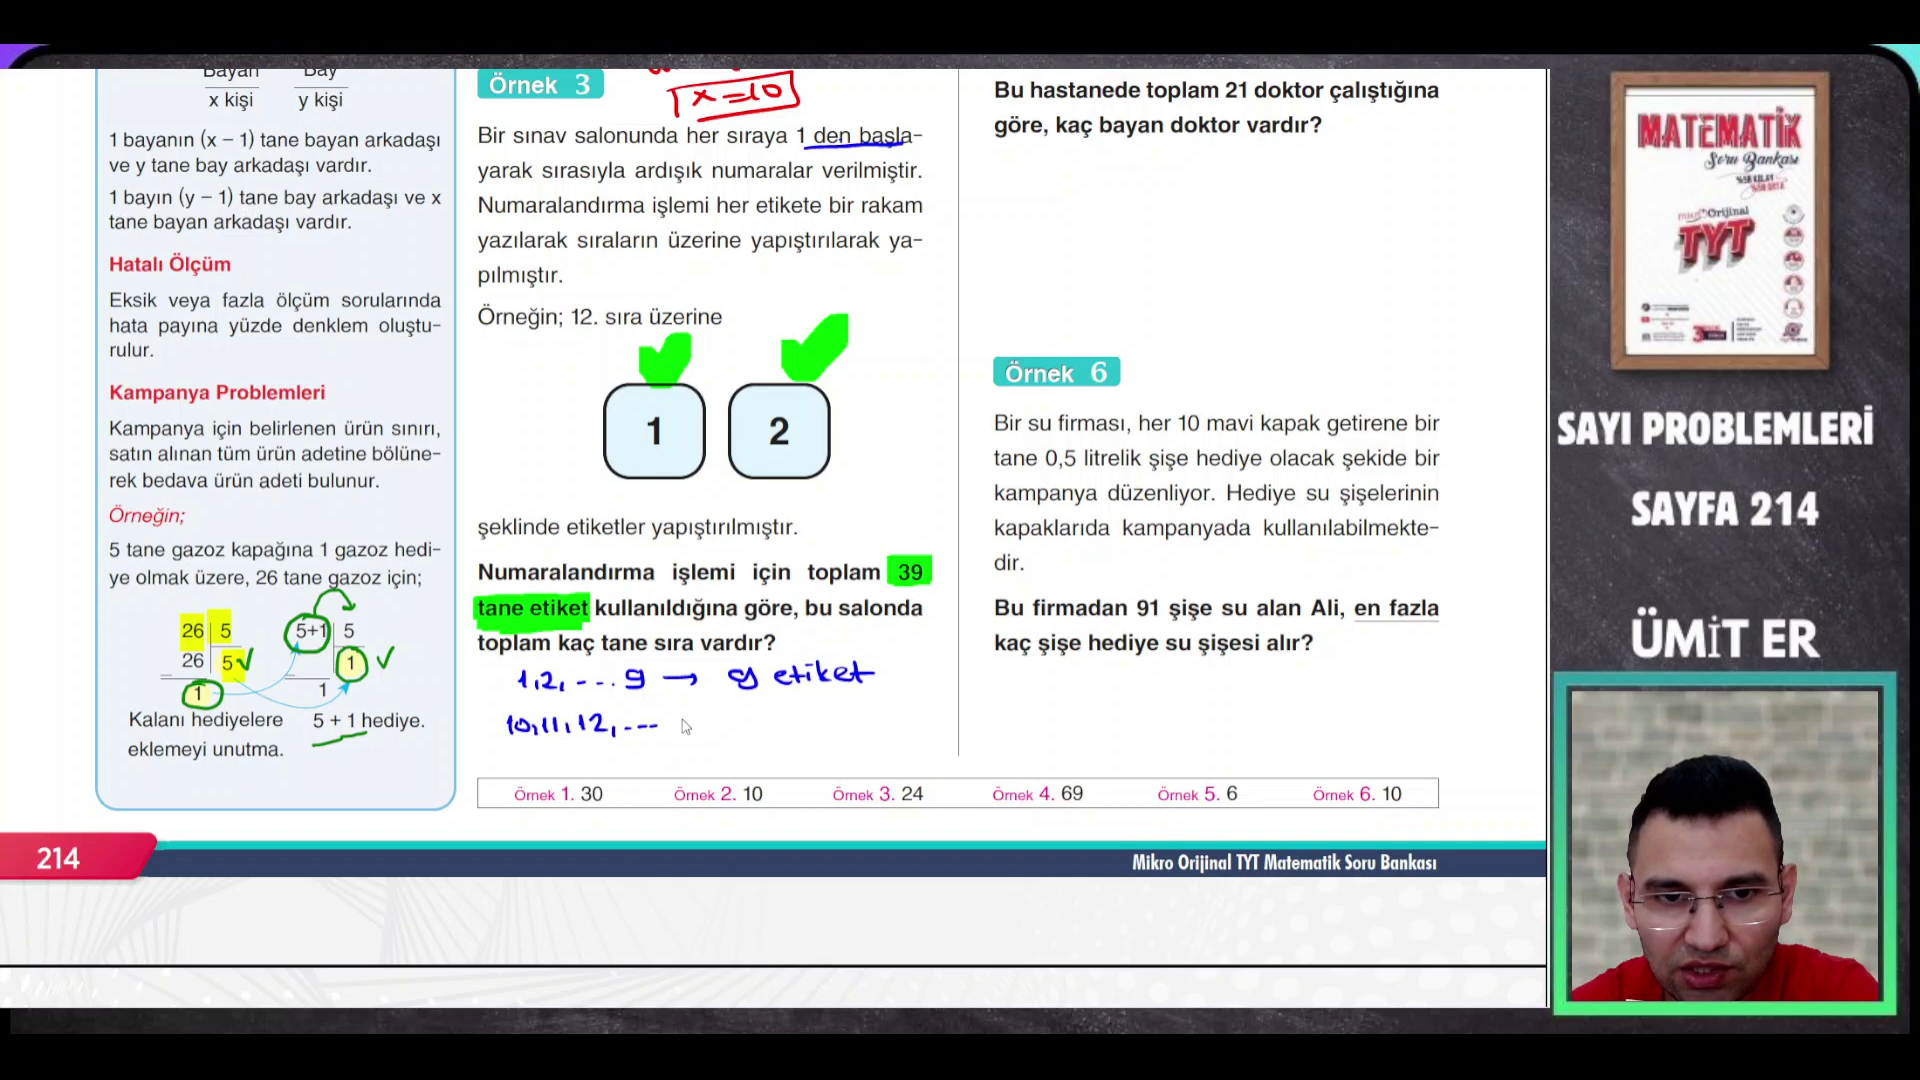 Bayan Bay
x kişi y kişi
1 bayanın (x – 1) tane bayan arkadaşı
ve y tane bay arkadaşı vardır.
1 bayın (y – 1) tane bay arkadaşı ve x
tane bayan arkadaşı vardır.
Hatalı Ölçüm
Eksik veya fazla ölçüm sorularında
hata payına yüzde denklem oluştu-
rulur.
Kampanya Problemleri
Kampanya için belirlenen ürün sınırı,
satın alınan tüm ürün adetine bölüne-
rek bedava ürün adeti bulunur.
Örneğin;
5 tane gazoz kapağına 1 gazoz hedi-
ye olmak üzere, 26 tane gazoz için;
26 5 5+1 5
26 5 1
1 1
Kalanı hediyelere 5 + 1 hediye.
eklemeyi unutma.
Örnek 3
x=10
Bir sınav salonunda her sıraya 1 den başla-
yarak sırasıyla ardışık numaralar verilmiştir.
Numaralandırma işlemi her etikete bir rakam
yazılarak sıraların üzerine yapıştırılarak ya-
pılmıştır.
Örneğin; 12. sıra üzerine
1 2
şeklinde etiketler yapıştırılmıştır.
Numaralandırma işlemi için toplam 39
tane etiket kullanıldığına göre, bu salonda
toplam kaç tane sıra vardır?
1,2,....9 → 9 etiket
10,11,12,---
Bu hastanede toplam 21 doktor çalıştığına
göre, kaç bayan doktor vardır?
Örnek 6
Bir su firması, her 10 mavi kapak getirene bir
tane 0,5 litrelik şişe hediye olacak şekide bir
kampanya düzenliyor. Hediye su şişelerinin
kapaklarıda kampanyada kullanılabilmekte-
dir.
Bu firmadan 91 şişe su alan Ali, en fazla
kaç şişe hediye su şişesi alır?
Örnek 1. 30 Örnek 2. 10 Örnek 3. 24 Örnek 4. 69 Örnek 5. 6 Örnek 6. 10
214
Mikro Orijinal TYT Matematik Soru Bankası
MATEMATİK
Soru Bankası
Orijinal
TYT
SAYI PROBLEMLERİ
SAYFA 214
ÜMİT ER